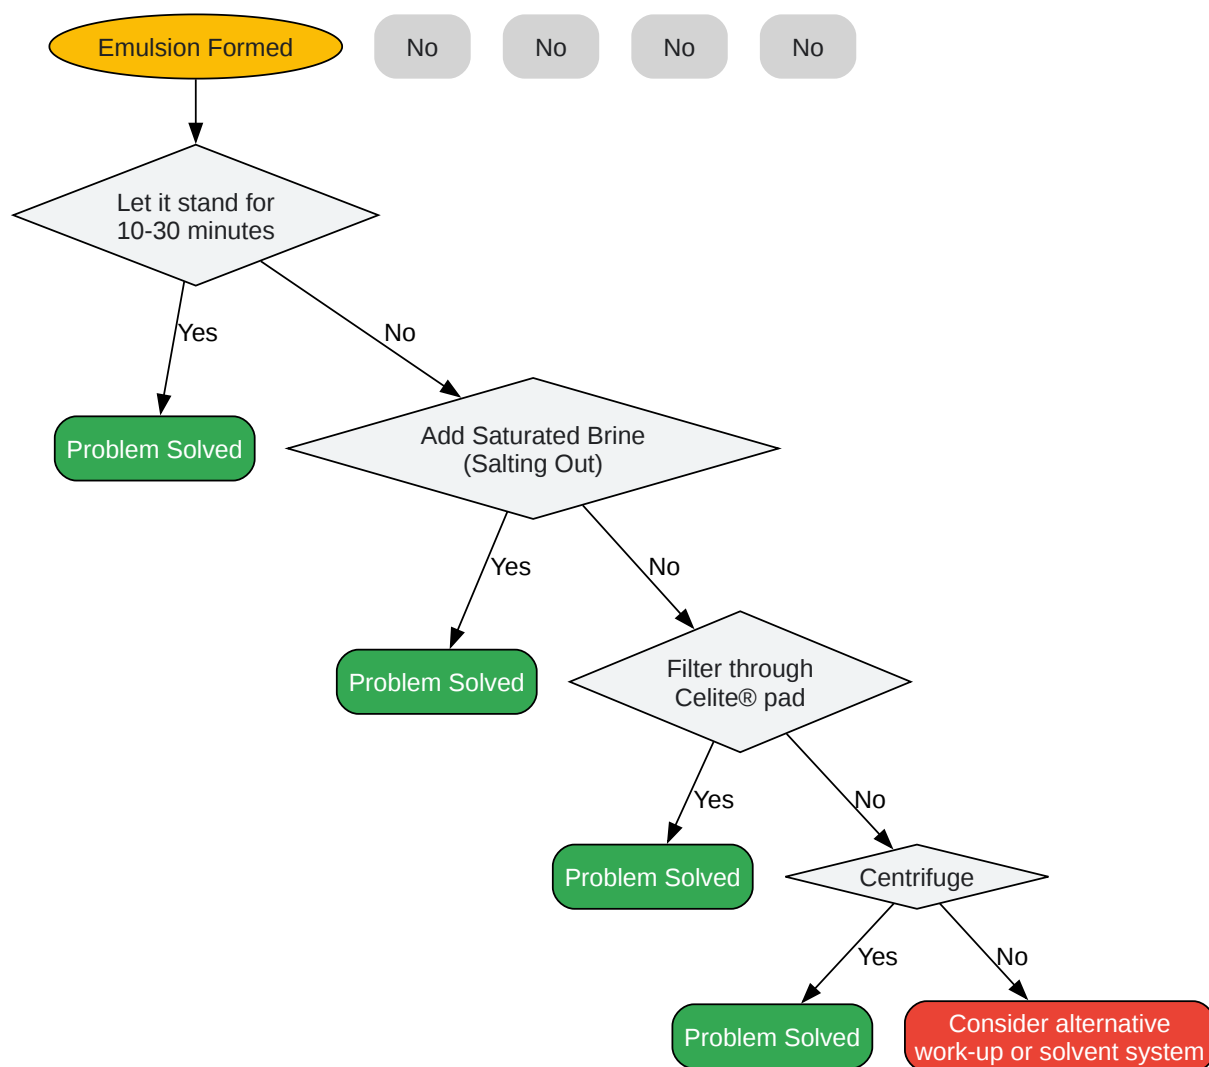 Emulsion Formed
No
No
No
No
Let it stand for
10-30 minutes
Yes
No
Problem Solved
Add Saturated Brine
(Salting Out)
Yes
No
Problem Solved
Filter through
Celite® pad
Yes
No
Problem Solved
Centrifuge
Yes
No
Problem Solved
Consider alternative
work-up or solvent system